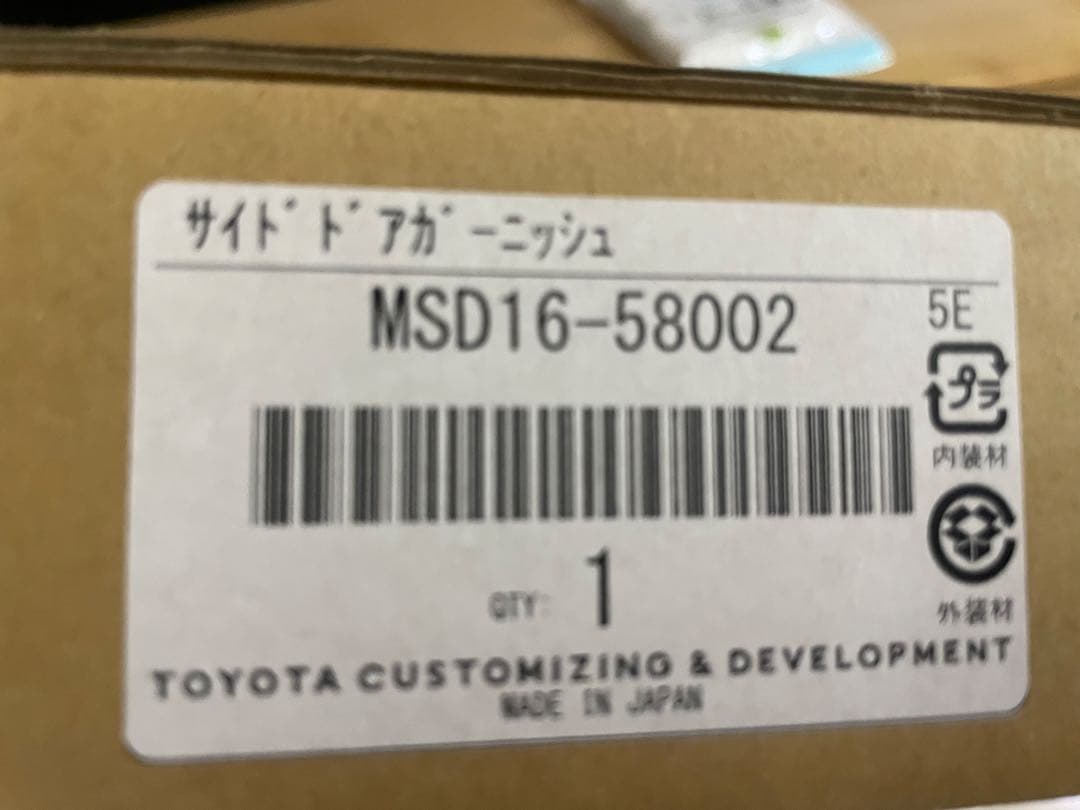 ｻｲﾄﾞﾄﾞｱｶﾞｰﾆｯｼｭ
MSD16-58002
5E
プラ
内装材
外装材
QTY: 1
TOYOTA CUSTOMIZING & DEVELOPMENT
MADE IN JAPAN